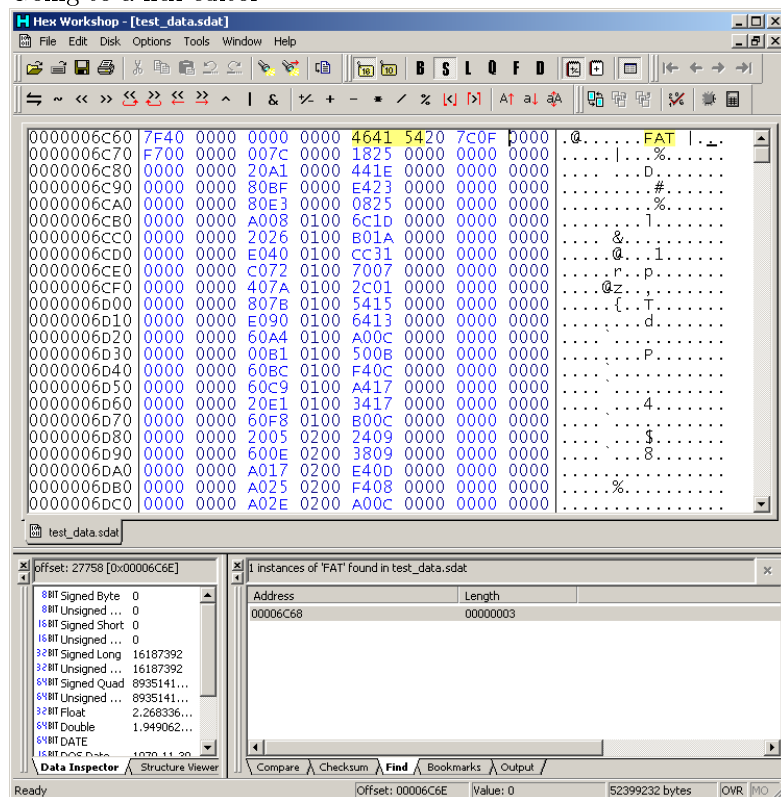 Hex Workshop - [test_data.sdat]
File Edit Disk Options Tools Window Help
B S L Q F D
0000006C60 7F40 0000 0000 0000 4641 5420 7C0F 0000 .@.......FAT |._.
0000006C70 F700 0000 007C 0000 1825 0000 0000 0000 .....|...%......
0000006C80 0000 0000 20A1 0000 441E 0000 0000 0000 .... ...D.......
0000006C90 0000 0000 80BF 0000 E423 0000 0000 0000 .........#......
0000006CA0 0000 0000 80E3 0000 0825 0000 0000 0000 .........%......
0000006CB0 0000 0000 A008 0100 6C1D 0000 0000 0000 ........l.......
0000006CC0 0000 0000 2026 0100 B01A 0000 0000 0000 .... &..........
0000006CD0 0000 0000 E040 0100 CC31 0000 0000 0000 .....@...1......
0000006CE0 0000 0000 C072 0100 7007 0000 0000 0000 .....r..p.......
0000006CF0 0000 0000 407A 0100 2C01 0000 0000 0000 ....@z..,.......
0000006D00 0000 0000 807B 0100 5415 0000 0000 0000 .....{..T.......
0000006D10 0000 0000 E090 0100 6413 0000 0000 0000 ........d.......
0000006D20 0000 0000 60A4 0100 A00C 0000 0000 0000 ....`...........
0000006D30 0000 0000 00B1 0100 500B 0000 0000 0000 ........P.......
0000006D40 0000 0000 60BC 0100 F40C 0000 0000 0000 ....`...........
0000006D50 0000 0000 60C9 0100 A417 0000 0000 0000 ....`...........
0000006D60 0000 0000 20E1 0100 3417 0000 0000 0000 .... ...4.......
0000006D70 0000 0000 60F8 0100 B00C 0000 0000 0000 ....`...........
0000006D80 0000 0000 2005 0200 2409 0000 0000 0000 .... ...$.......
0000006D90 0000 0000 600E 0200 3809 0000 0000 0000 ....`...8.......
0000006DA0 0000 0000 A017 0200 E40D 0000 0000 0000 ................
0000006DB0 0000 0000 A025 0200 F408 0000 0000 0000 .....%..........
0000006DC0 0000 0000 A02E 0200 A00C 0000 0000 0000 ................
test_data.sdat
offset: 27758 [0x00006C6E]
8BIT Signed Byte 0
8BIT Unsigned ... 0
16BIT Signed Short 0
16BIT Unsigned ... 0
32BIT Signed Long 16187392
32BIT Unsigned ... 16187392
64BIT Signed Quad 8935141...
64BIT Unsigned ... 8935141...
32BIT Float 2.268336...
64BIT Double 1.949062...
64BIT DATE
Data Inspector Structure Viewer
1 instances of 'FAT' found in test_data.sdat
Address Length
00006C68 00000003
Compare Checksum Find Bookmarks Output
Ready Offset: 00006C6E Value: 0 52399232 bytes OVR MO